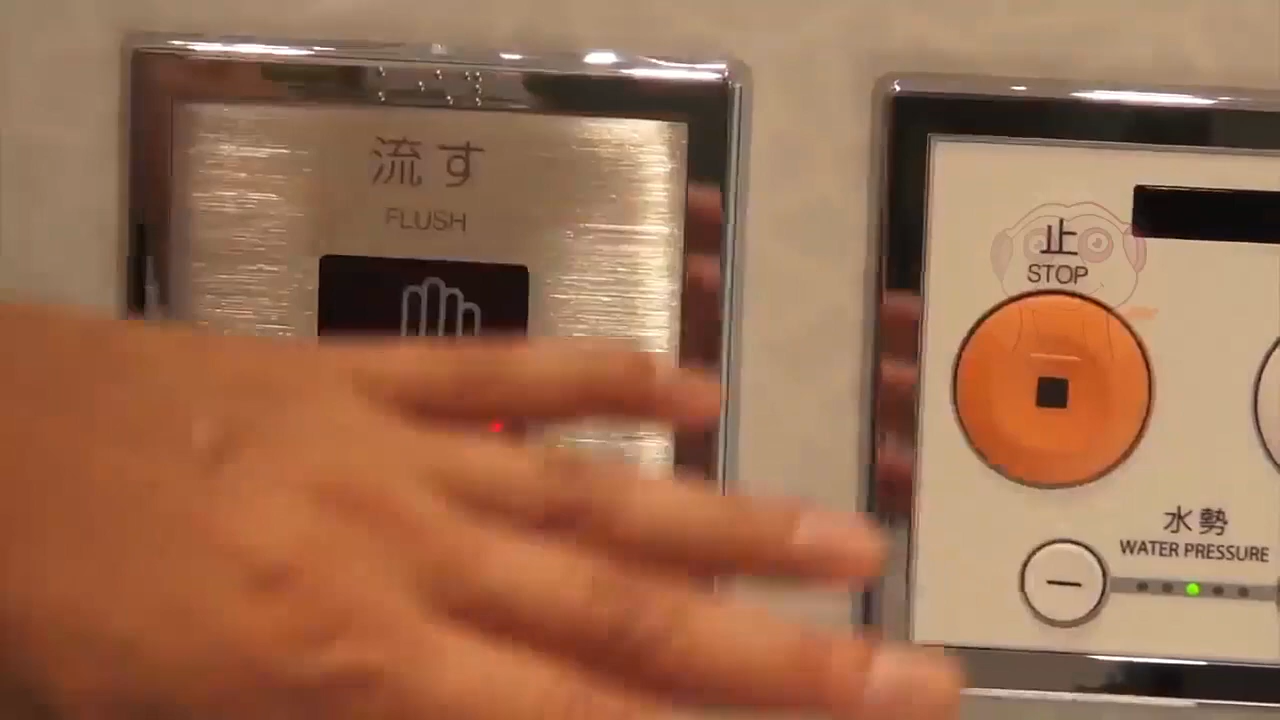 流す
FLUSH
止
STOP
水勢
WATER PRESSURE